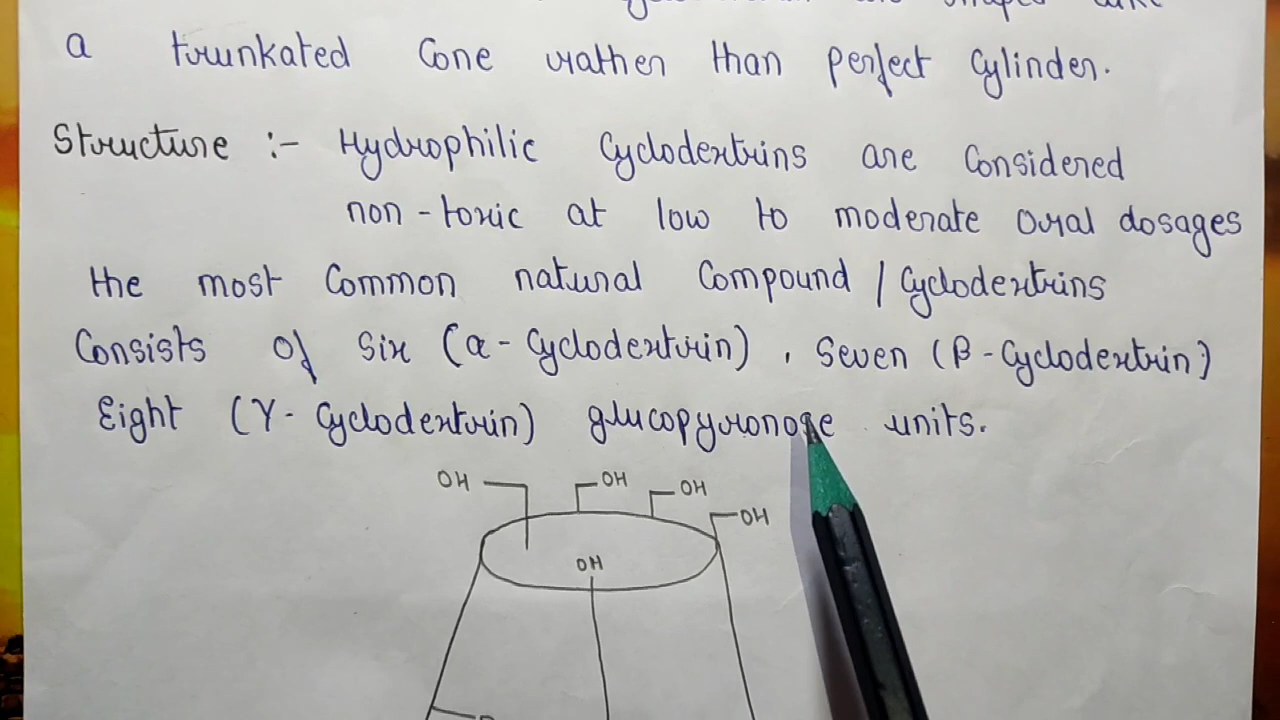 a trunkated Cone rather than perfect Cylinder.
Structure :- Hydrophilic Cyclodextrins are Considered
non-toxic at low to moderate oral dosages
the most Common natural Compound / Cyclodextrins
Consists of Six (α-Cyclodextrin), Seven (β-Cyclodextrin)
Eight (γ-Cyclodextrin) glucopyronose units.
OH OH OH OH
OH